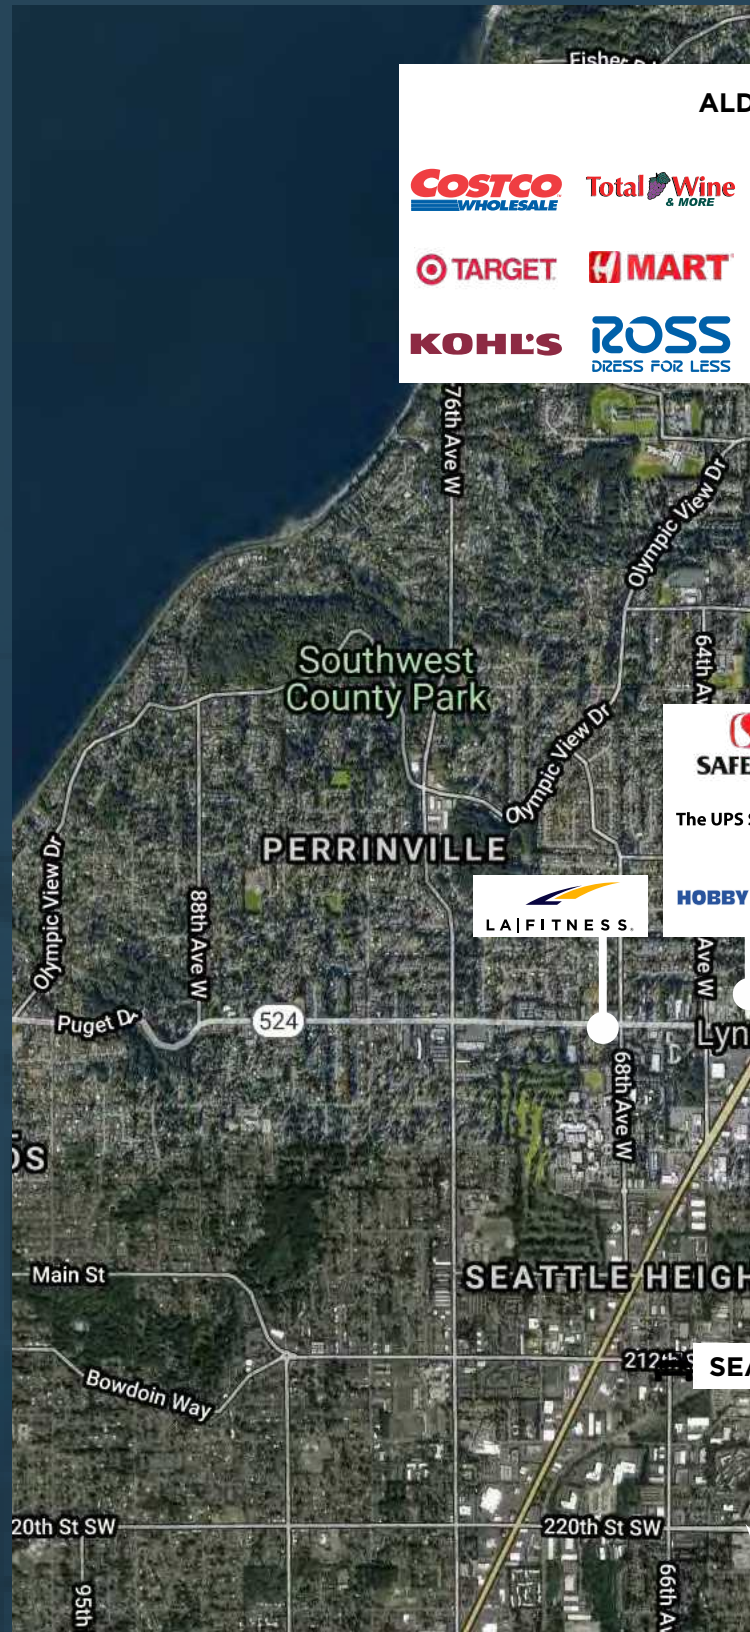 Fisher
ALD
COSTCO
WHOLESALE
Total Wine
& MORE
TARGET
H MART
KOHL'S
ROSS
DRESS FOR LESS
76th Ave W
Olympic View Dr
Southwest
County Park
64th Av
Olympic View Dr
SAFE
The UPS S
HOBBY
PERRINVILLE
LA|FITNESS.
Olympic View Dr
88th Ave W
Ave W
Puget Dr
524
Lyn
68th Ave W
DS
Main St
SEATTLE HEIGH
212th S
SEA
Bowdoin Way
20th St SW
220th St SW
95th
66th Av